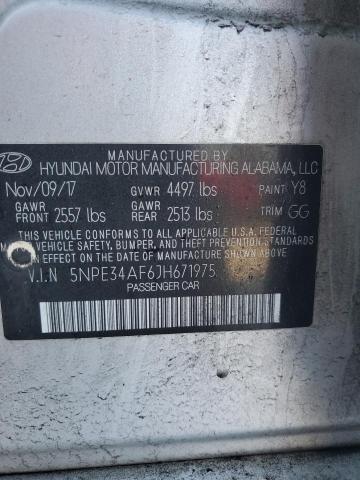 MANUFACTURED BY
HYUNDAI MOTOR MANUFACTURING ALABAMA, LLC
Nov/09/17 GVWR 4497 lbs PAINT Y8
GAWR FRONT 2557 lbs GAWR REAR 2513 lbs TRIM GG
THIS VEHICLE CONFORMS TO ALL APPLICABLE U.S.A. FEDERAL
MOTOR VEHICLE SAFETY, BUMPER, AND THEFT PREVENTION
STANDARDS IN EFFECT ON THE DATE OF MANUFACTURE SHOWN ABOVE.
V.I.N 5NPE34AF6JH671975
PASSENGER CAR